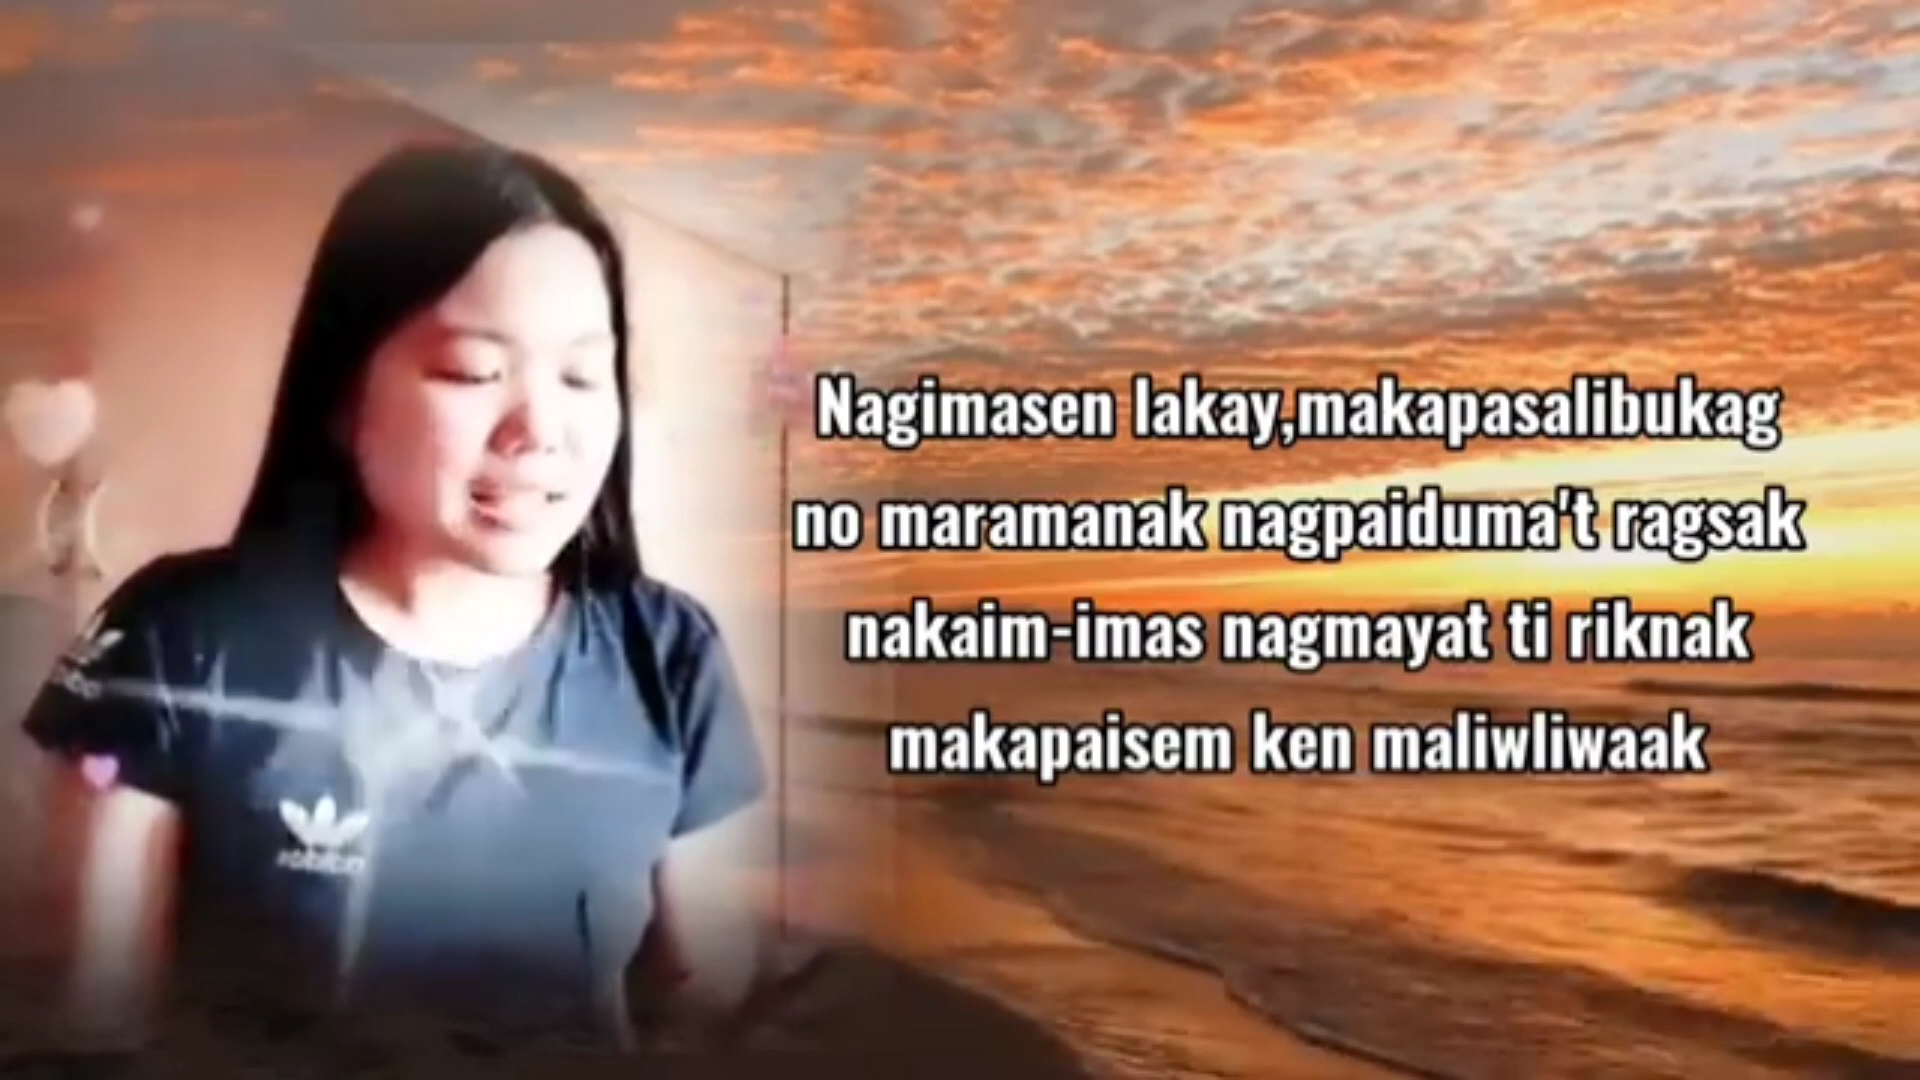 Nagimasen lakay,makapasalibukag
no maramanak nagpaiduma't ragsak
nakaim-imas nagmayat ti riknak
makapaisem ken maliwliwaak